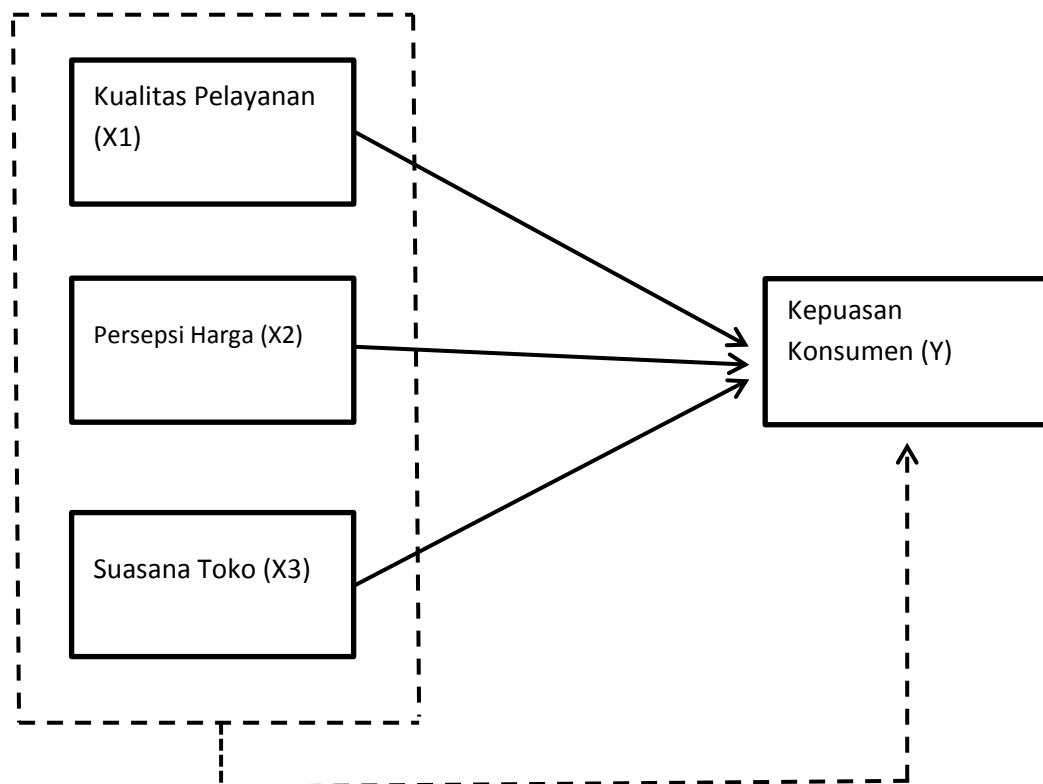 Kualitas Pelayanan
(X1)
Persepsi Harga (X2)
Suasana Toko (X3)
Kepuasan
Konsumen (Y)